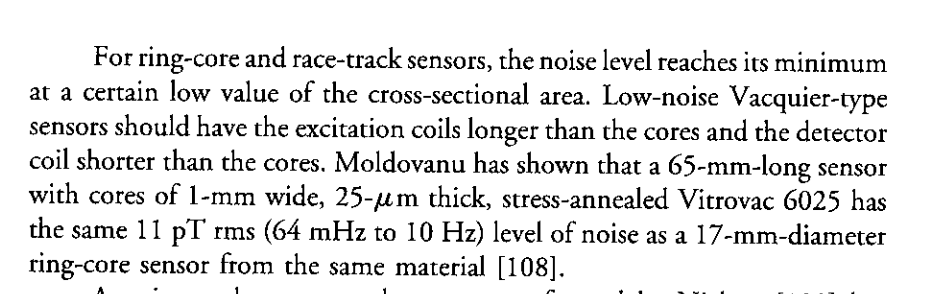 For ring-core and race-track sensors, the noise level reaches its minimum
at a certain low value of the cross-sectional area. Low-noise Vacquier-type
sensors should have the excitation coils longer than the cores and the detector
coil shorter than the cores. Moldovanu has shown that a 65-mm-long sensor
with cores of 1-mm wide, 25-μm thick, stress-annealed Vitrovac 6025 has
the same 11 pT rms (64 mHz to 10 Hz) level of noise as a 17-mm-diameter
ring-core sensor from the same material [108].